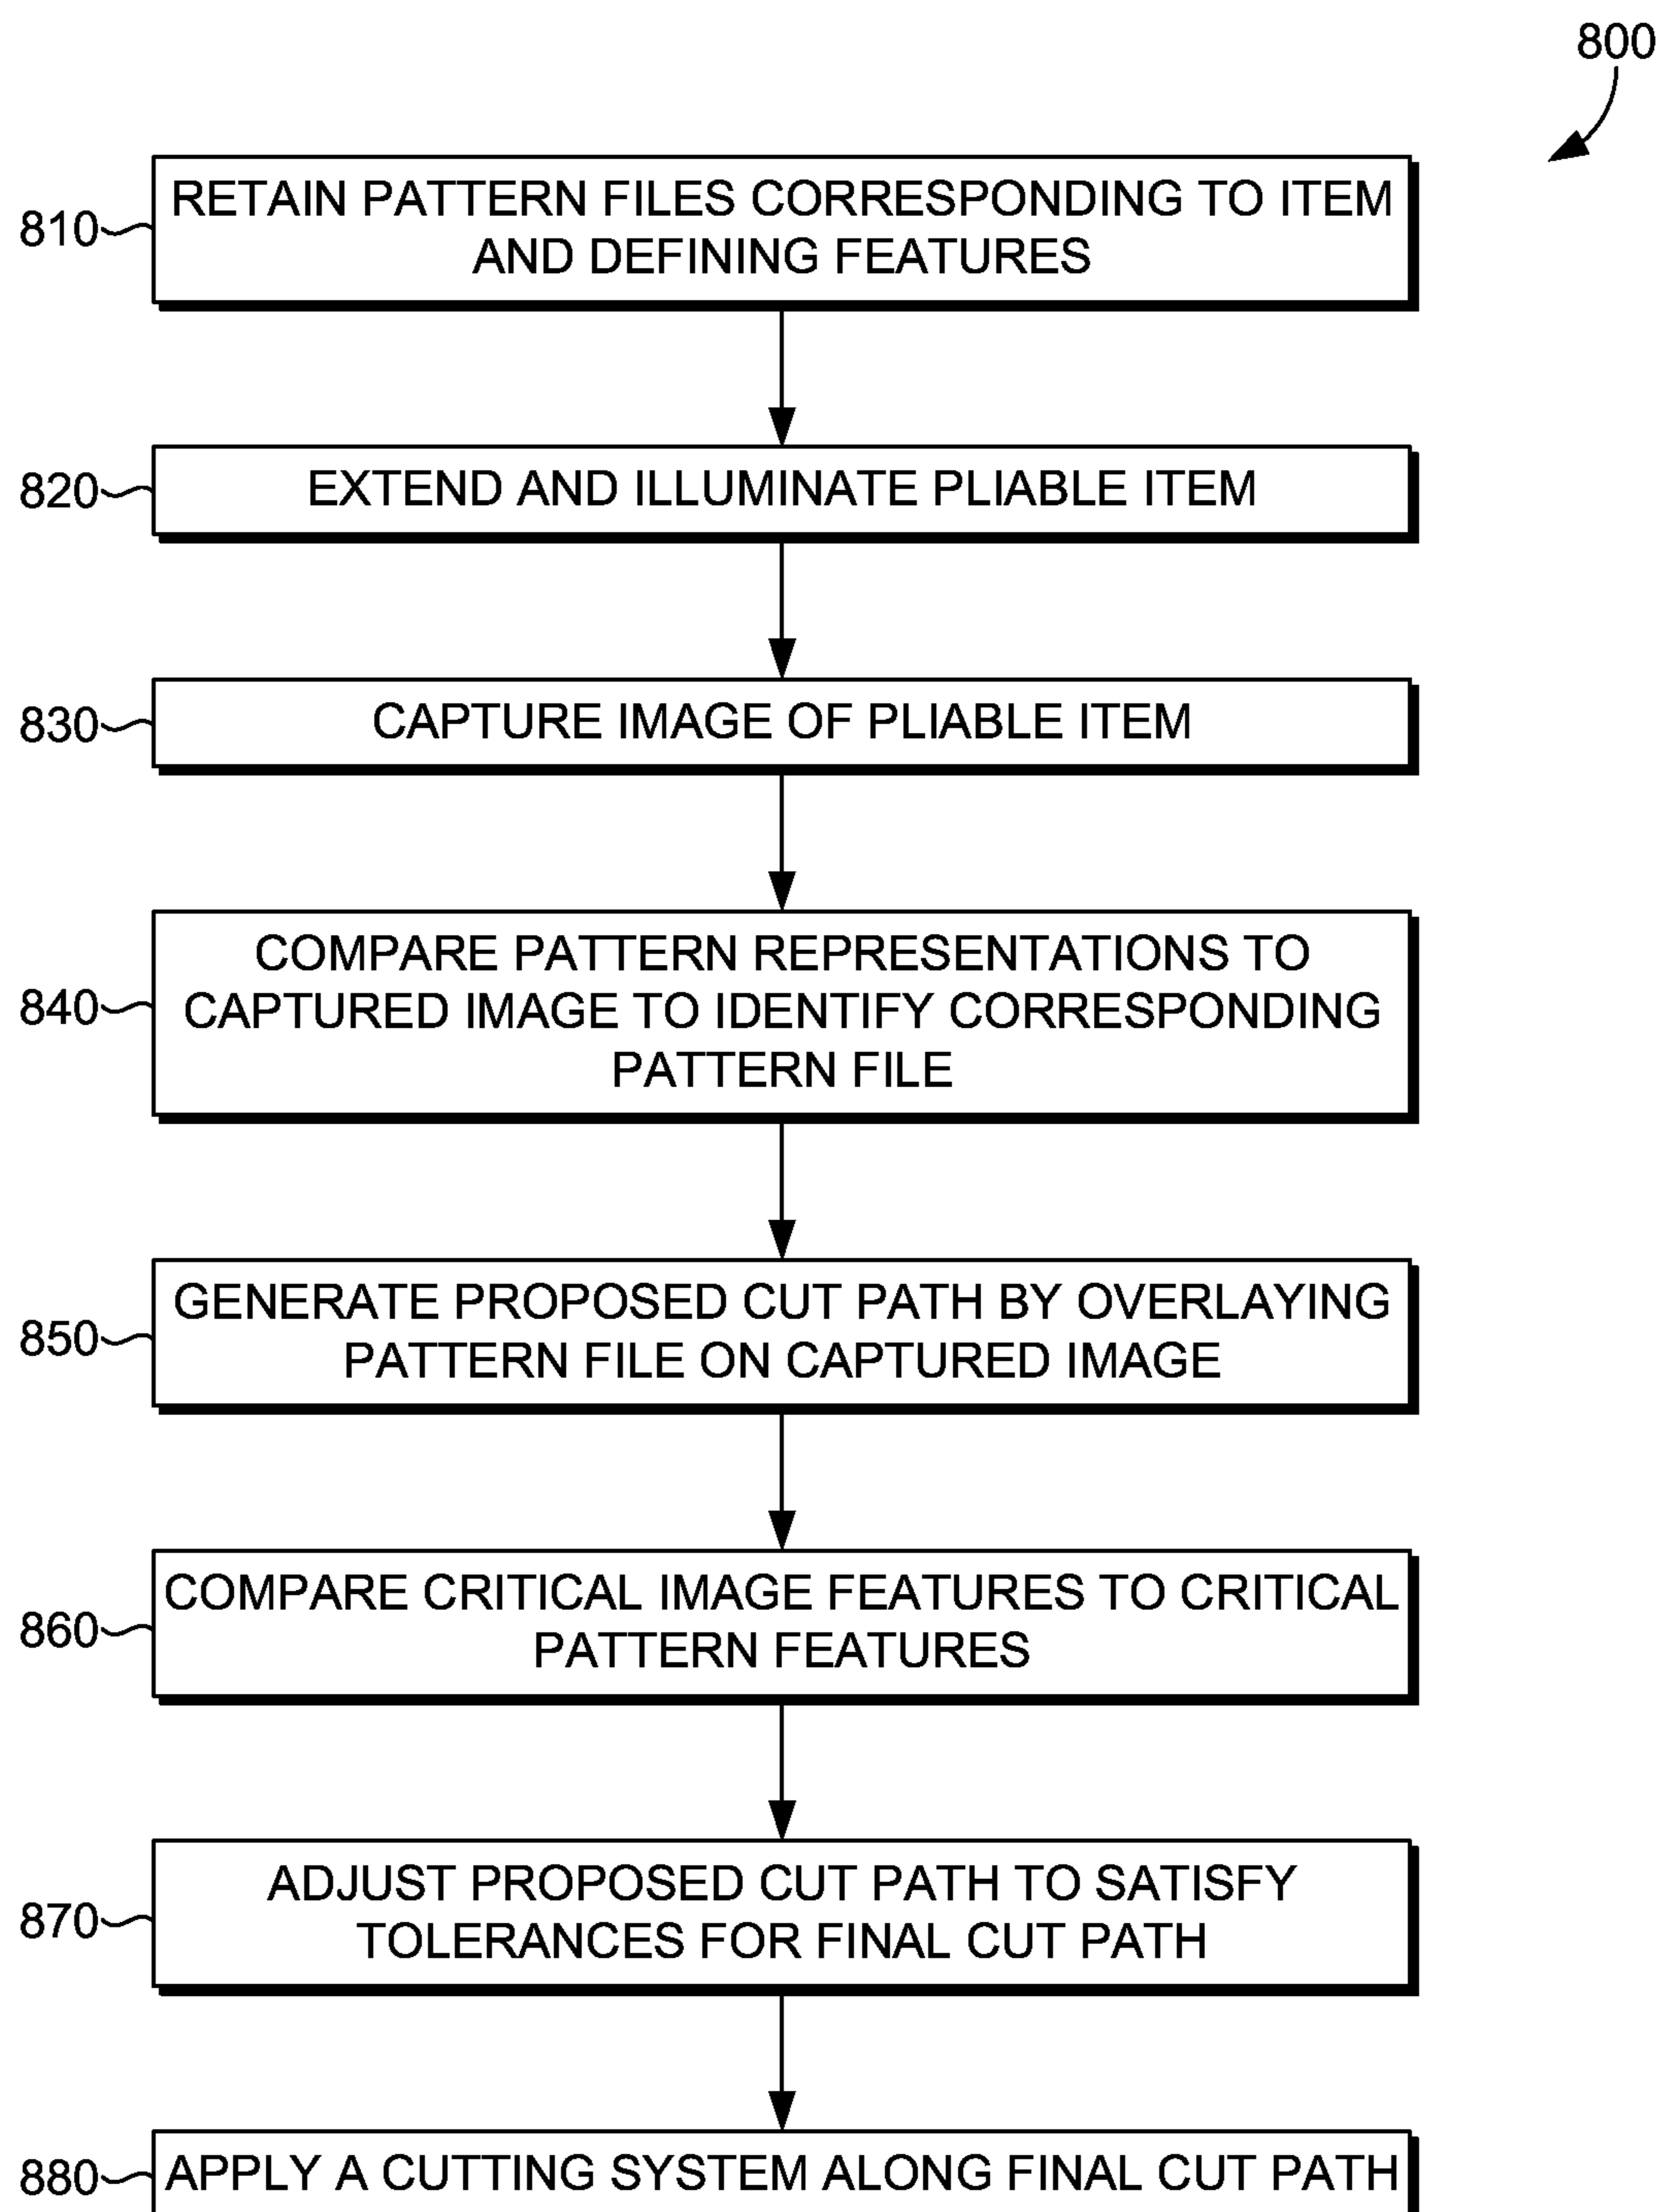 800
810
RETAIN PATTERN FILES CORRESPONDING TO ITEM
AND DEFINING FEATURES
820
EXTEND AND ILLUMINATE PLIABLE ITEM
830
CAPTURE IMAGE OF PLIABLE ITEM
840
COMPARE PATTERN REPRESENTATIONS TO
CAPTURED IMAGE TO IDENTIFY CORRESPONDING
PATTERN FILE
850
GENERATE PROPOSED CUT PATH BY OVERLAYING
PATTERN FILE ON CAPTURED IMAGE
860
COMPARE CRITICAL IMAGE FEATURES TO CRITICAL
PATTERN FEATURES
870
ADJUST PROPOSED CUT PATH TO SATISFY
TOLERANCES FOR FINAL CUT PATH
880
APPLY A CUTTING SYSTEM ALONG FINAL CUT PATH